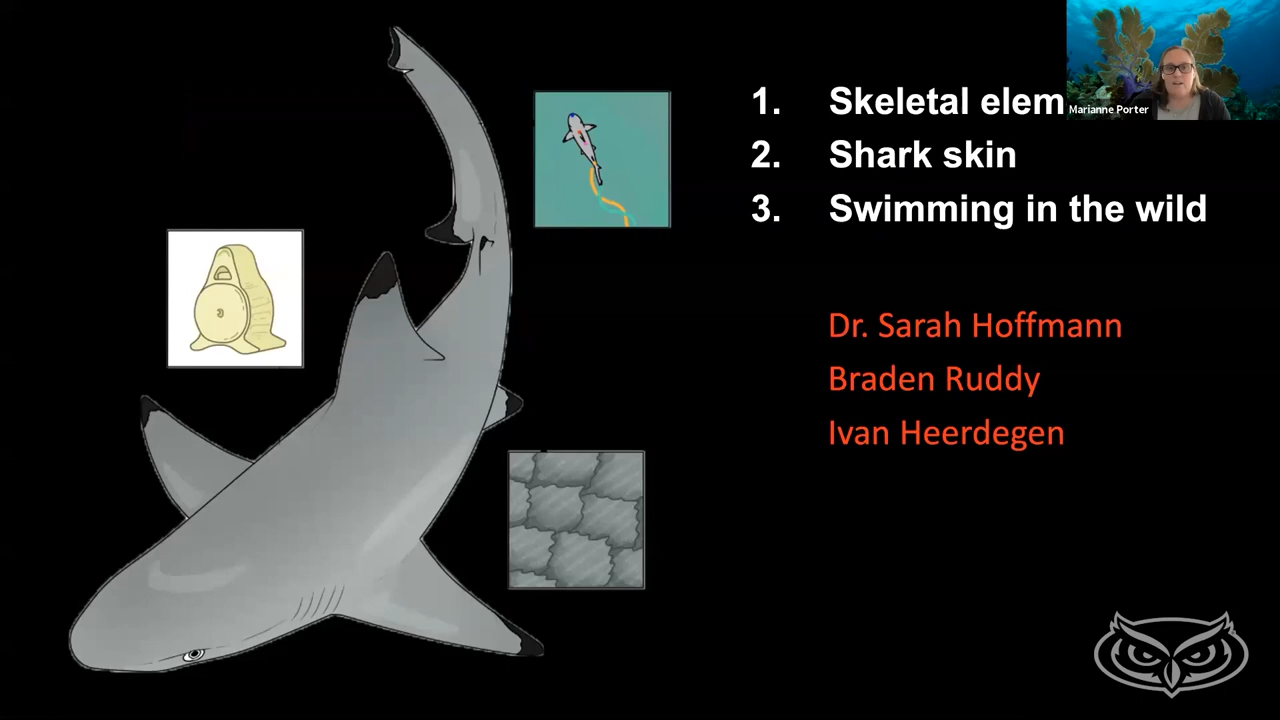 1. Skeletal elem
2. Shark skin
3. Swimming in the wild
Marianne Porter
Dr. Sarah Hoffmann
Braden Ruddy
Ivan Heerdegen